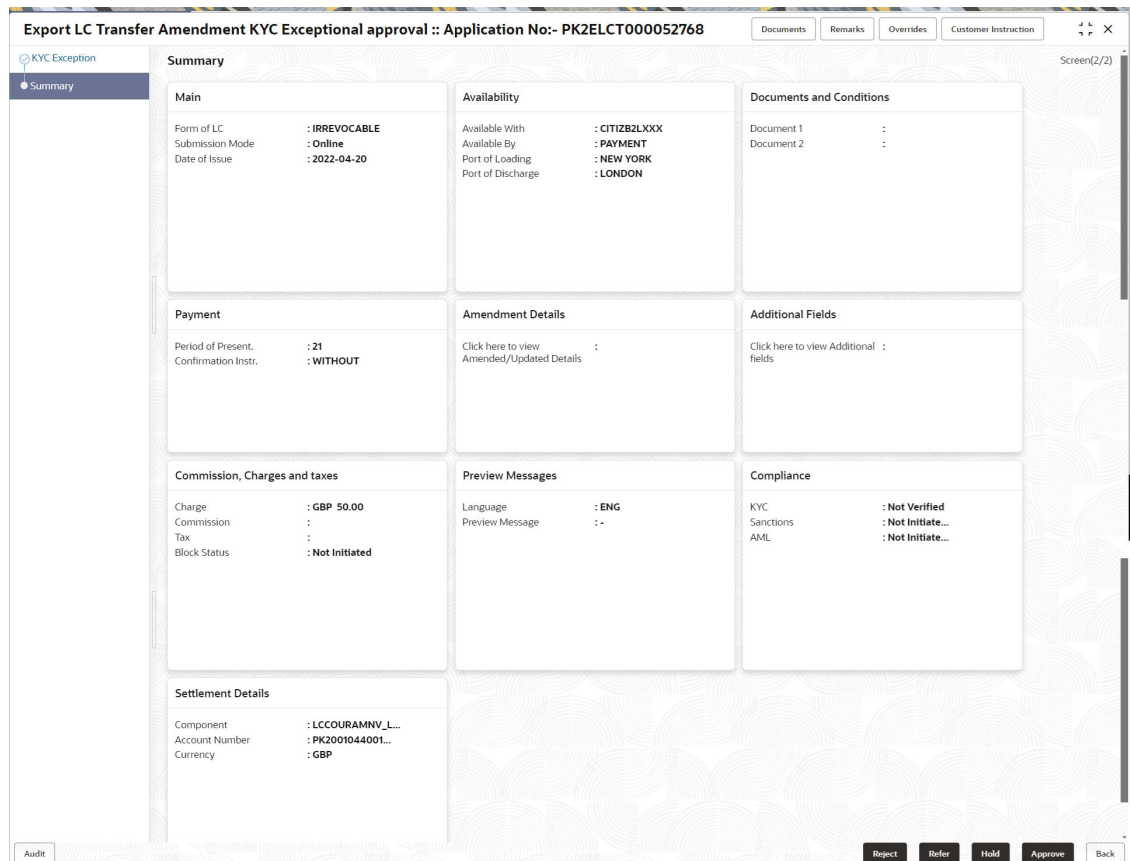 Export LC Transfer Amendment KYC Exceptional approval :: Application No:- PK2ELCT000052768
Documents
Remarks
Overrides
Customer Instruction
KYC Exception
Summary
Summary
Screen(2/2)
Main
Form of LC : IRREVOCABLE
Submission Mode : Online
Date of Issue : 2022-04-20
Availability
Available With : CITIZB2LXXX
Available By : PAYMENT
Port of Loading : NEW YORK
Port of Discharge : LONDON
Documents and Conditions
Document 1 :
Document 2 :
Payment
Period of Present. : 21
Confirmation Instr. : WITHOUT
Amendment Details
Click here to view :
Amended/Updated Details
Additional Fields
Click here to view Additional :
fields
Commission, Charges and taxes
Charge : GBP 50.00
Commission :
Tax :
Block Status : Not Initiated
Preview Messages
Language : ENG
Preview Message : -
Compliance
KYC : Not Verified
Sanctions : Not Initiate...
AML : Not Initiate...
Settlement Details
Component : LCCOURAMNV_L...
Account Number : PK2001044001...
Currency : GBP
Audit
Reject
Refer
Hold
Approve
Back